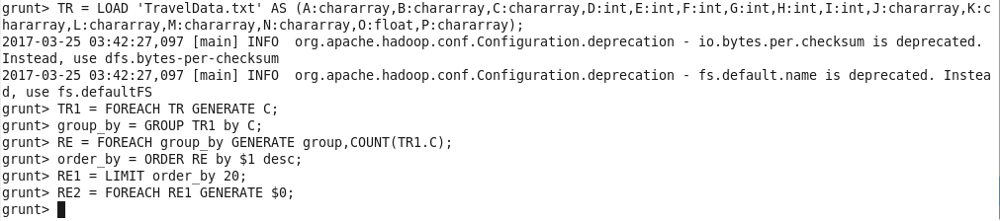 grunt> TR = LOAD 'TravelData.txt' AS (A:chararray,B:chararray,C:chararray,D:int,E:int,F:int,G:int,H:int,I:int,J:chararray,K:c
hararray,L:chararray,M:chararray,N:chararray,O:float,P:chararray);
2017-03-25 03:42:27,097 [main] INFO  org.apache.hadoop.conf.Configuration.deprecation - io.bytes.per.checksum is deprecated.
Instead, use dfs.bytes-per-checksum
2017-03-25 03:42:27,097 [main] INFO  org.apache.hadoop.conf.Configuration.deprecation - fs.default.name is deprecated. Instea
d, use fs.defaultFS
grunt> TR1 = FOREACH TR GENERATE C;
grunt> group_by = GROUP TR1 by C;
grunt> RE = FOREACH group_by GENERATE group,COUNT(TR1.C);
grunt> order_by = ORDER RE by $1 desc;
grunt> RE1 = LIMIT order_by 20;
grunt> RE2 = FOREACH RE1 GENERATE $0;
grunt>